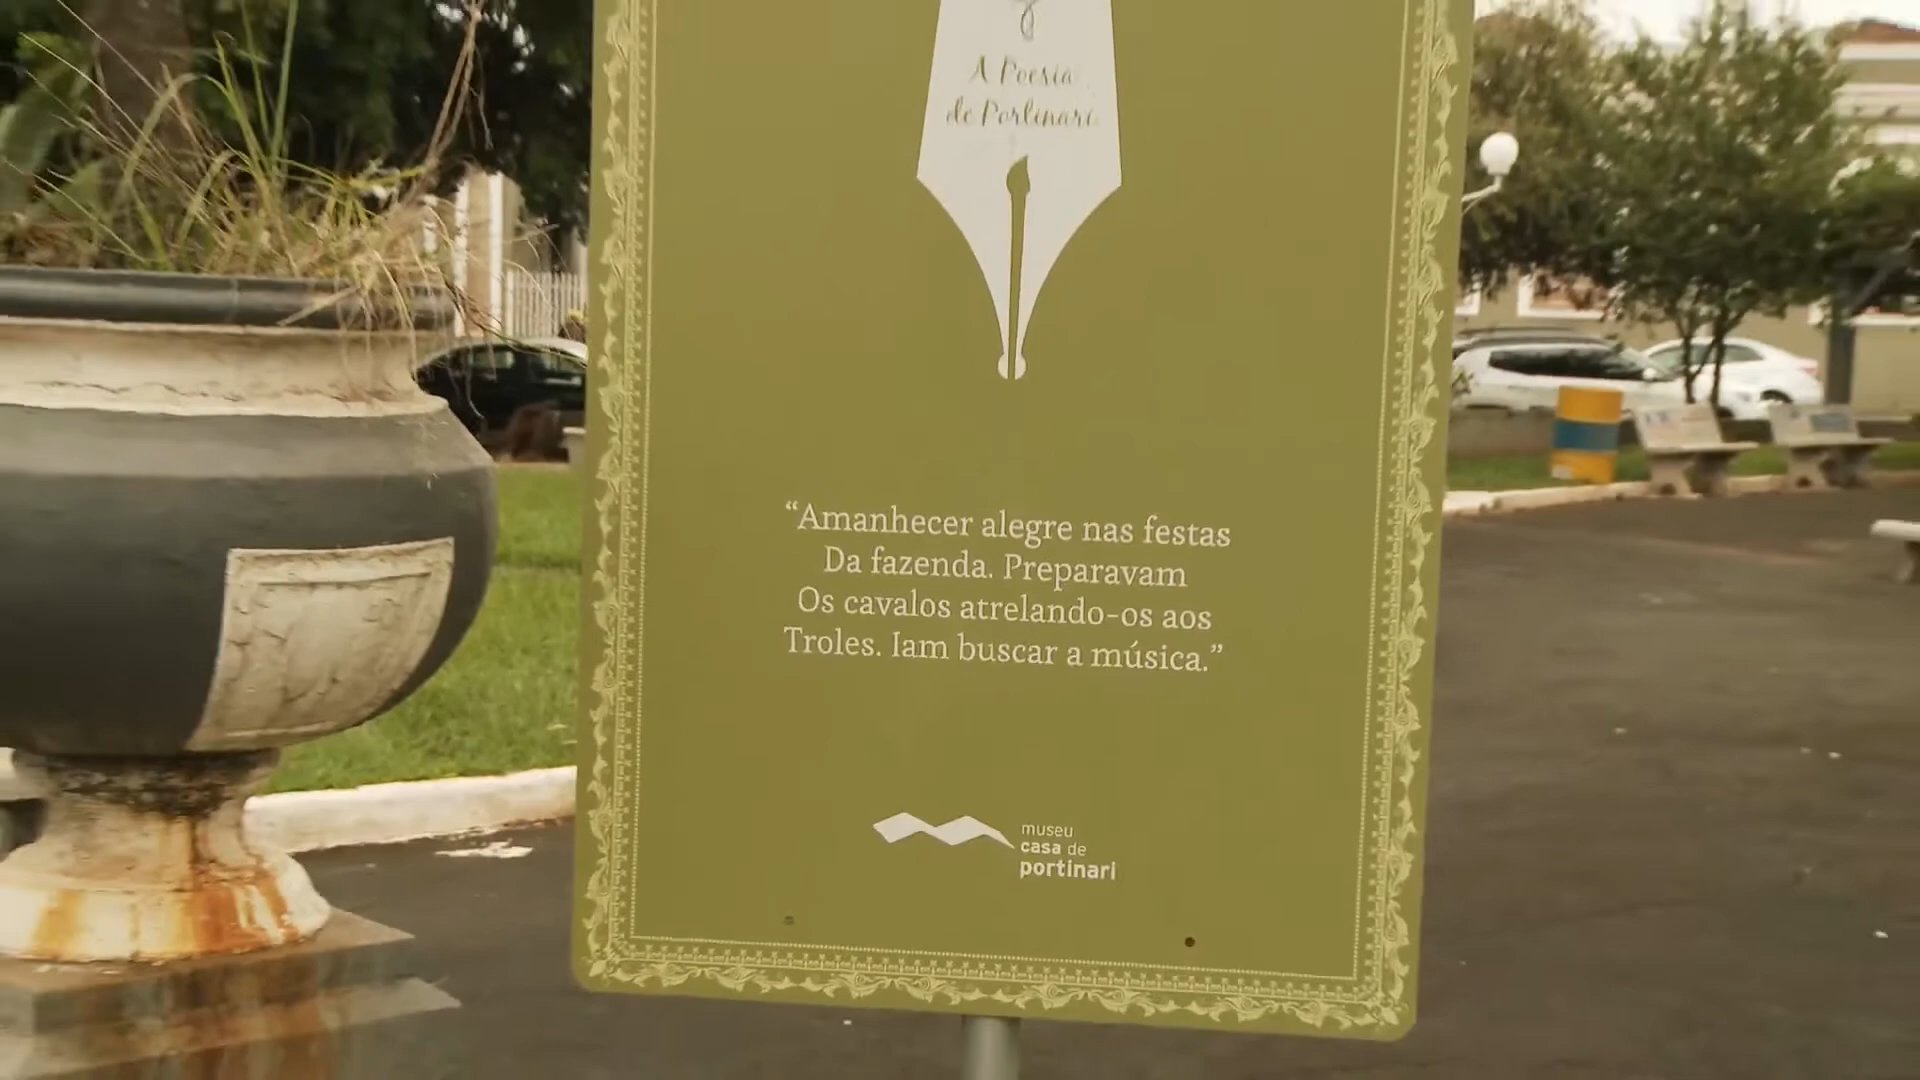 A Poesia
de Portinari
“Amanhecer alegre nas festas
Da fazenda. Preparavam
Os cavalos atrelando-os aos
Troles. Iam buscar a música.”
museu
casa de
portinari